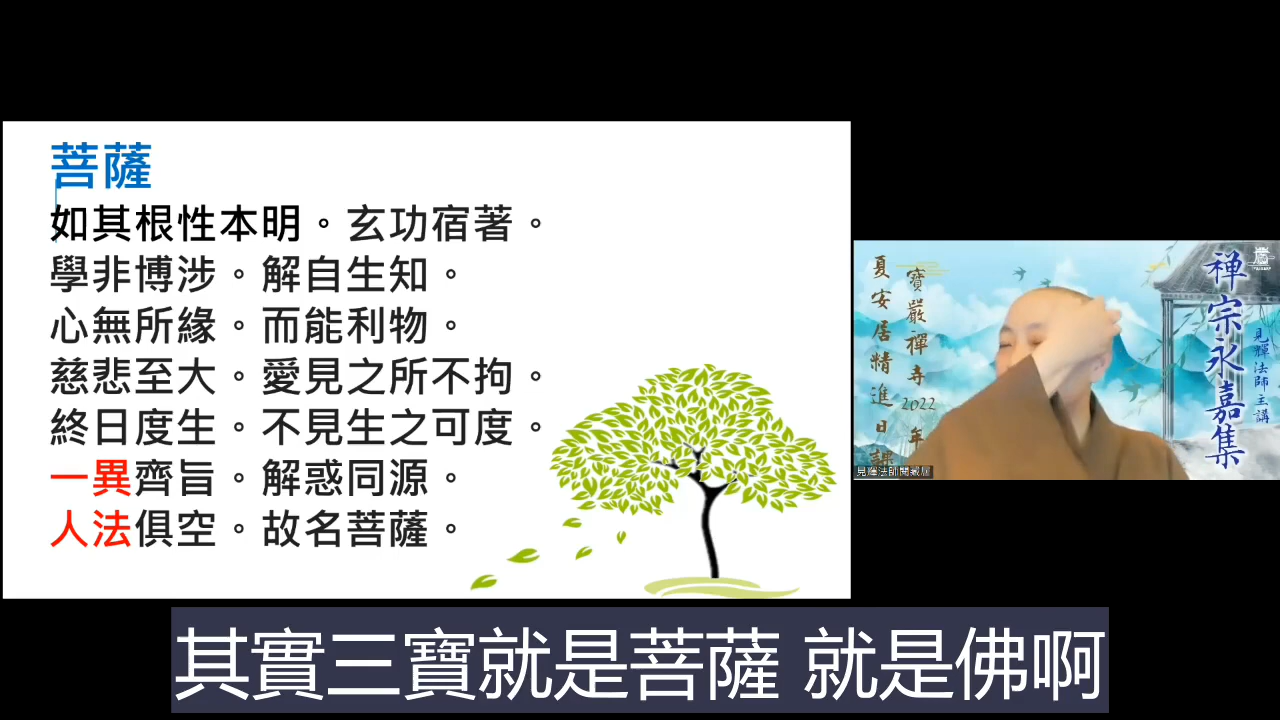 菩薩
如其根性本明。玄功宿著。
學非博涉。解自生知。
心無所緣。而能利物。
慈悲至大。愛見之所不拘。
終日度生。不見生之可度。
一異齊旨。解惑同源。
人法俱空。故名菩薩。
夏安居精進日課
寶嚴禪寺2022年
禅宗永嘉集
見輝法師主講
其實三寶就是菩薩 就是佛啊